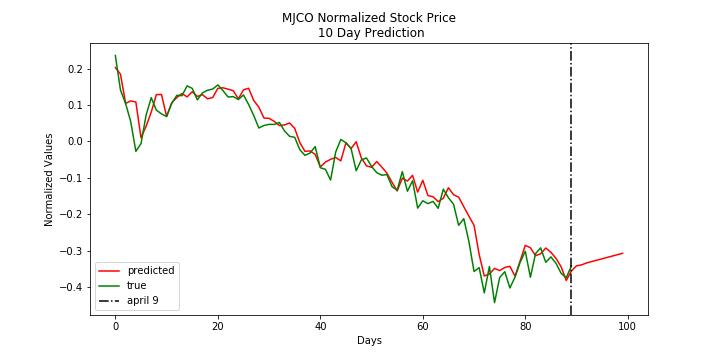 MJCO Normalized Stock Price
10 Day Prediction
Normalized Values
0.2
0.1
0.0
−0.1
−0.2
−0.3
−0.4
predicted
true
april 9
0 20 40 60 80 100
Days